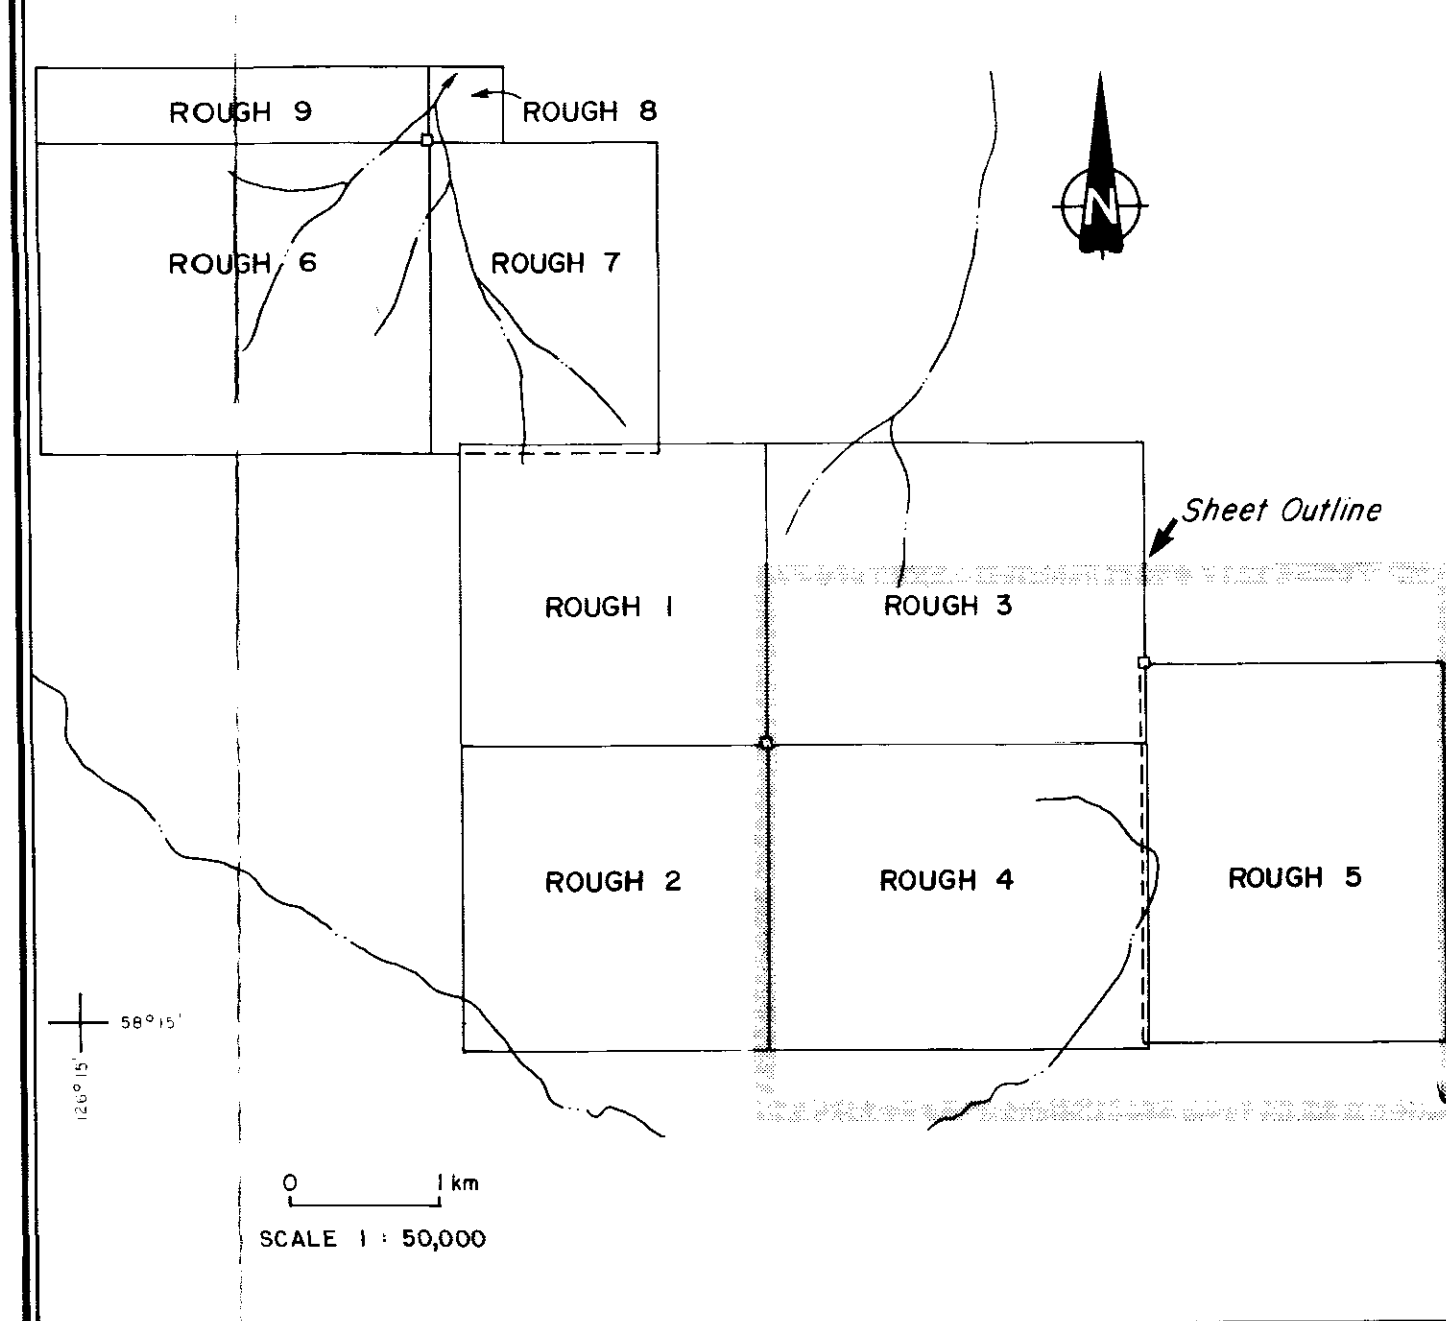 ROUGH 9
ROUGH 8
N
ROUGH 6
ROUGH 7
Sheet Outline
ROUGH 1
ROUGH 3
ROUGH 2
ROUGH 4
ROUGH 5
58°15'
126°15'
0 1 km
SCALE 1 : 50,000